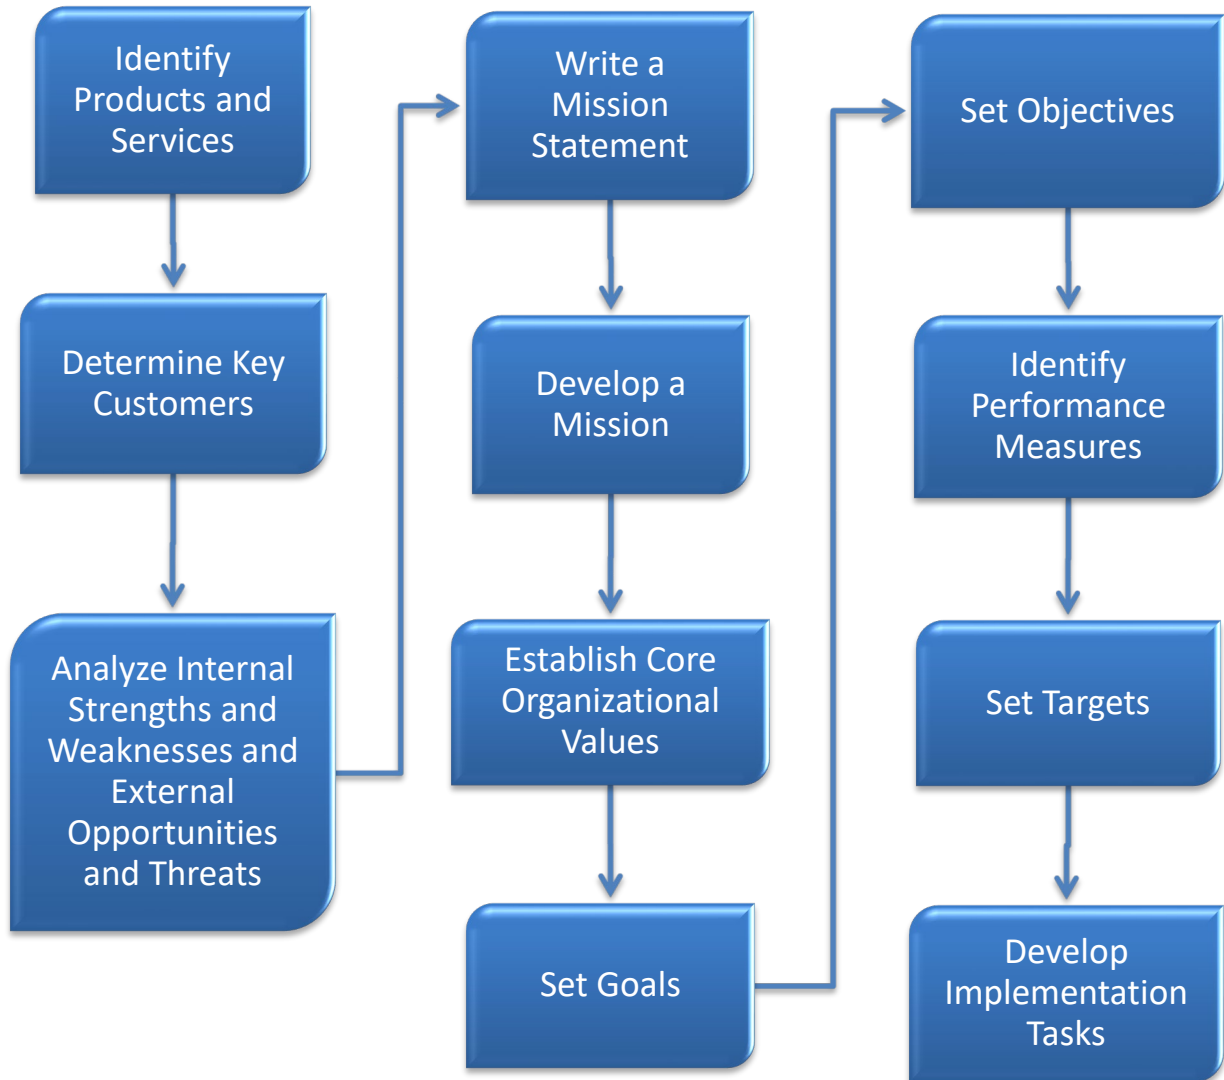 Identify
Products and
Services
Determine Key
Customers
Analyze Internal
Strengths and
Weaknesses and
External
Opportunities
and Threats
Write a
Mission
Statement
Develop a
Mission
Establish Core
Organizational
Values
Set Goals
Set Objectives
Identify
Performance
Measures
Set Targets
Develop
Implementation
Tasks